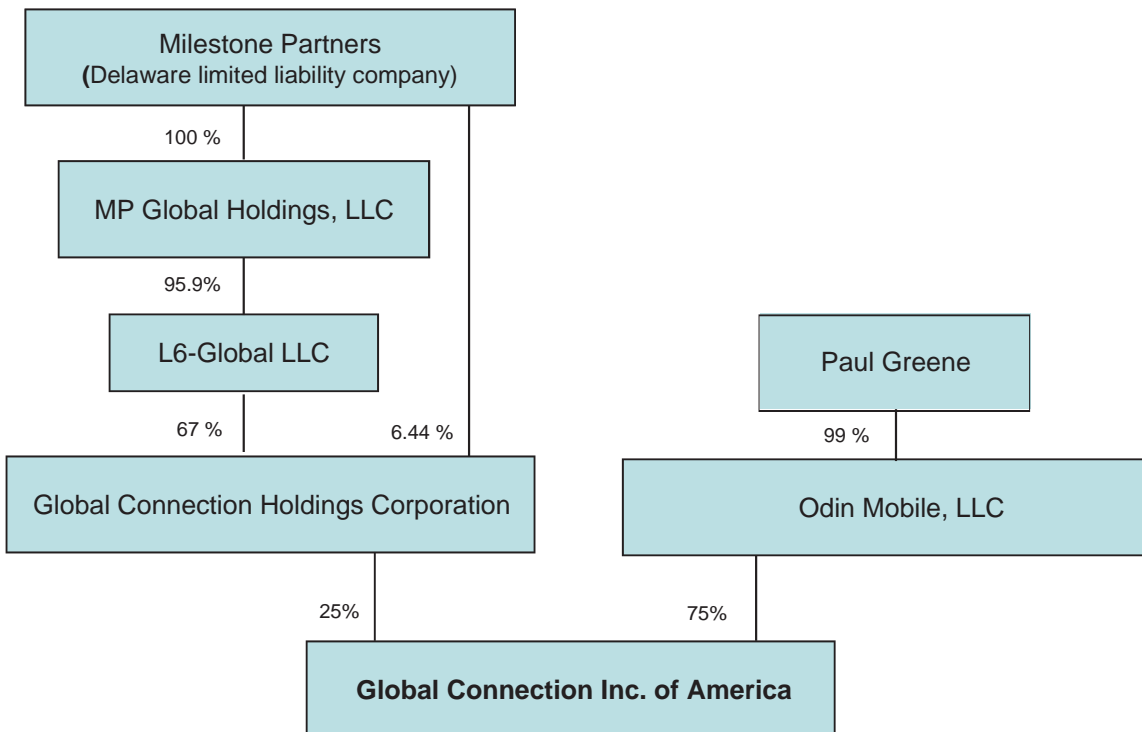 Milestone Partners
(Delaware limited liability company)
100 %
MP Global Holdings, LLC
95.9%
L6-Global LLC
Paul Greene
67 %
6.44 %
99 %
Global Connection Holdings Corporation
Odin Mobile, LLC
25%
75%
Global Connection Inc. of America